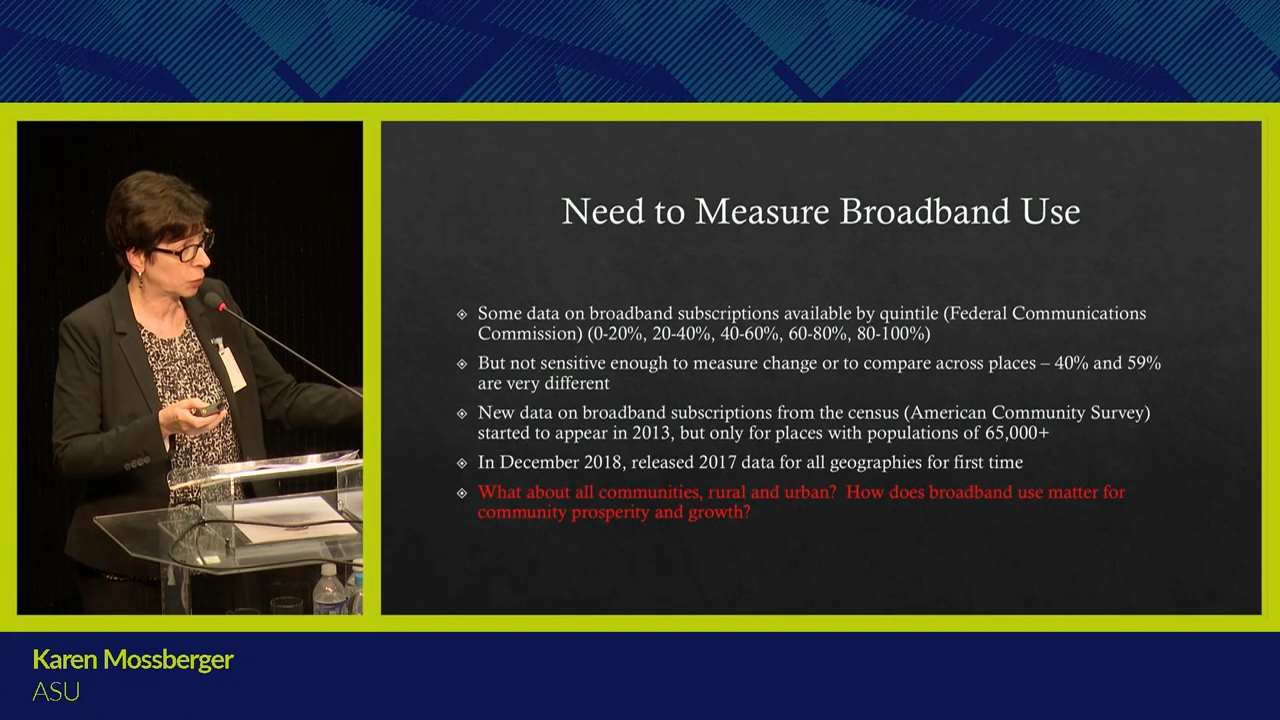 Need to Measure Broadband Use
Some data on broadband subscriptions available by quintile (Federal Communications
Commission) (0-20%, 20-40%, 40-60%, 60-80%, 80-100%)
But not sensitive enough to measure change or to compare across places – 40% and 59%
are very different
New data on broadband subscriptions from the census (American Community Survey)
started to appear in 2013, but only for places with populations of 65,000+
In December 2018, released 2017 data for all geographies for first time
What about all communities, rural and urban? How does broadband use matter for
community prosperity and growth?
Karen Mossberger
ASU